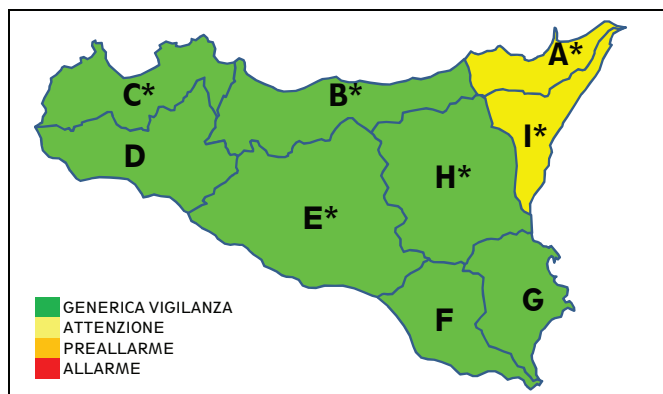 A*
C*
B*
I*
D
H*
E*
G
F
GENERICA VIGILANZA
ATTENZIONE
PREALLARME
ALLARME